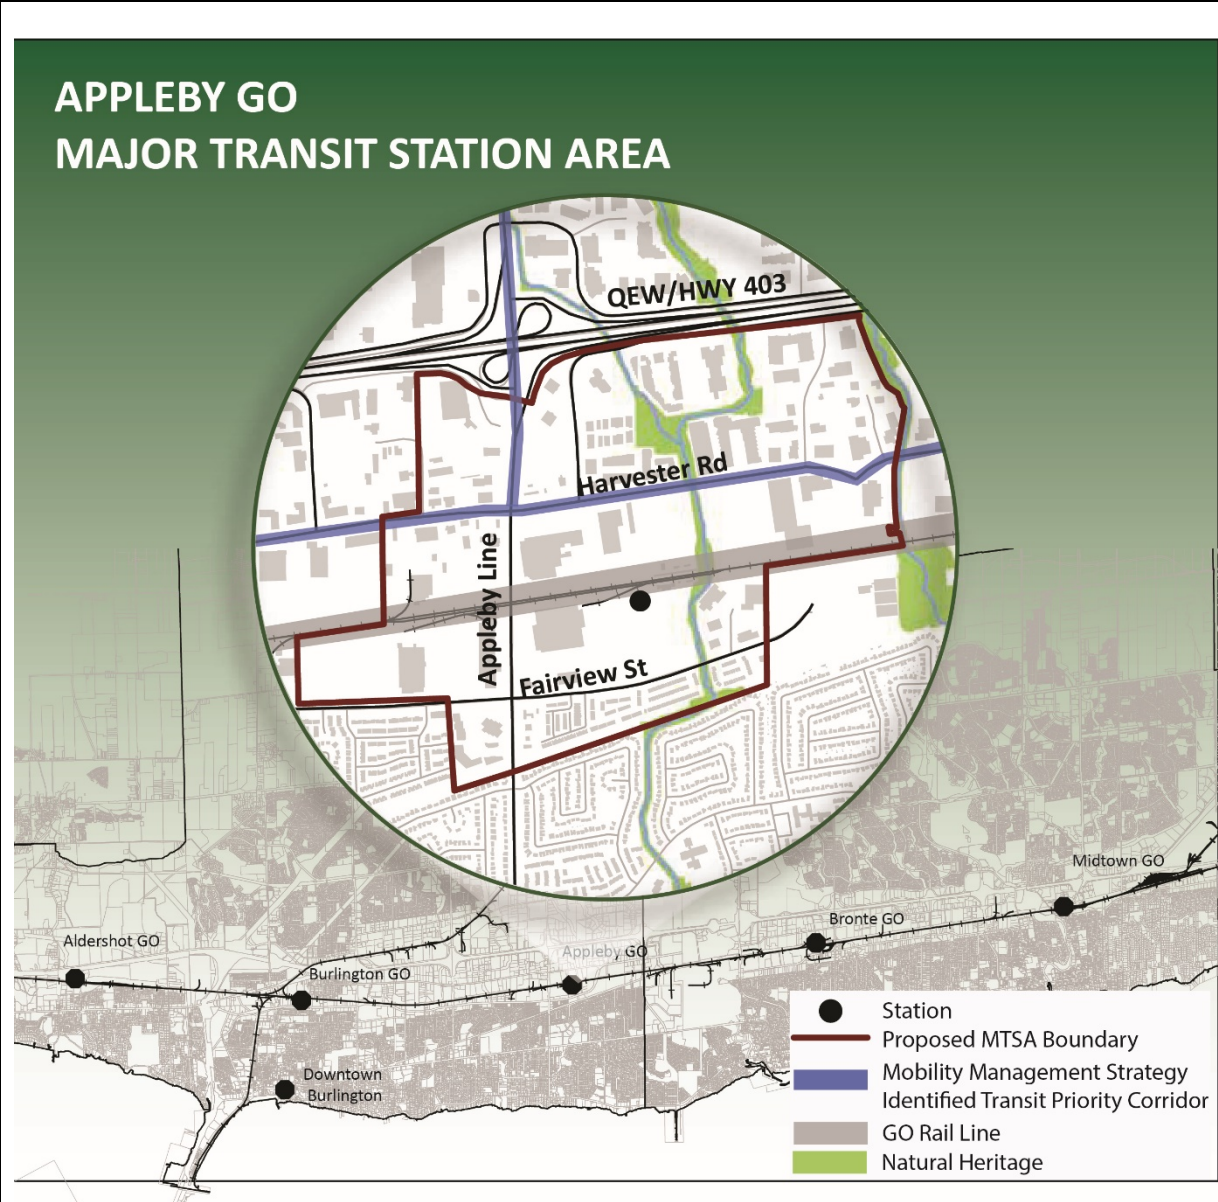 APPLEBY GO
MAJOR TRANSIT STATION AREA
QEW/HWY 403
Harvester Rd
Appleby Line
Fairview St
Midtown GO
Bronte GO
Aldershot GO
Appleby GO
Burlington GO
Downtown
Burlington
Station
Proposed MTSA Boundary
Mobility Management Strategy
Identified Transit Priority Corridor
GO Rail Line
Natural Heritage